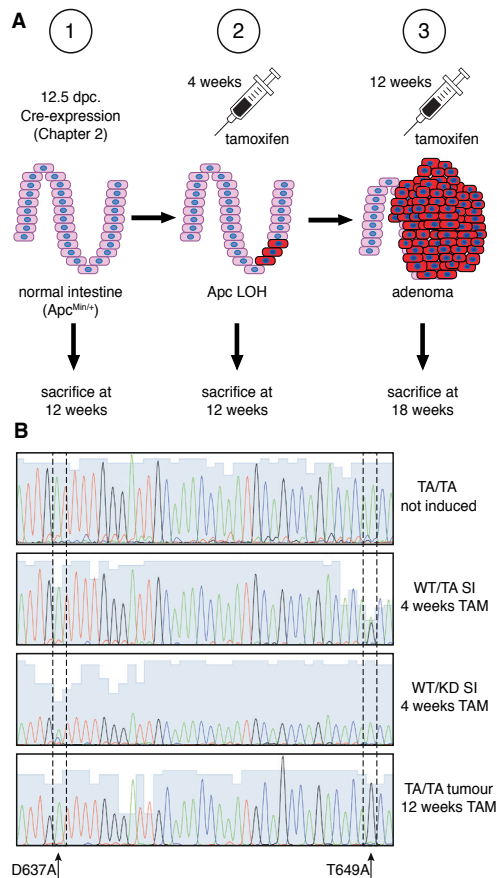 A
1
2
3
12.5 dpc.
Cre-expression
(Chapter 2)
4 weeks
tamoxifen
12 weeks
tamoxifen
normal intestine
(ApcMin/+)
Apc LOH
adenoma
sacrifice at
12 weeks
sacrifice at
12 weeks
sacrifice at
18 weeks
B
TA/TA
not induced
WT/TA SI
4 weeks TAM
WT/KD SI
4 weeks TAM
TA/TA tumour
12 weeks TAM
D637A
T649A